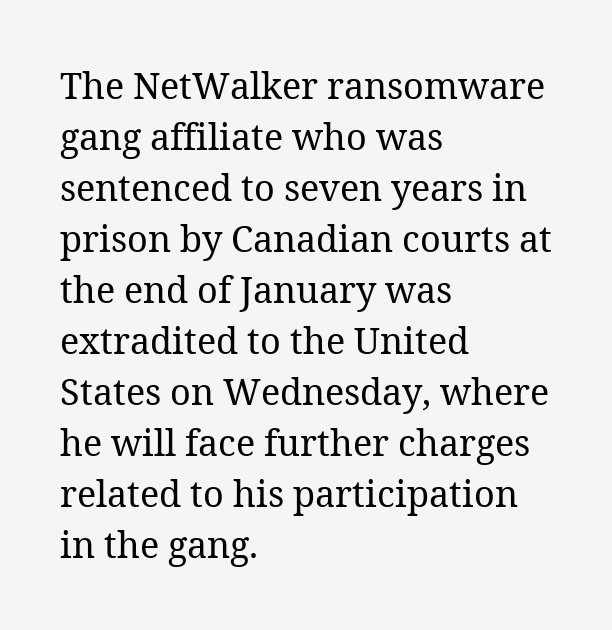 The NetWalker ransomware
gang affiliate who was
sentenced to seven years in
prison by Canadian courts at
the end of January was
extradited to the United
States on Wednesday, where
he will face further charges
related to his participation
in the gang.